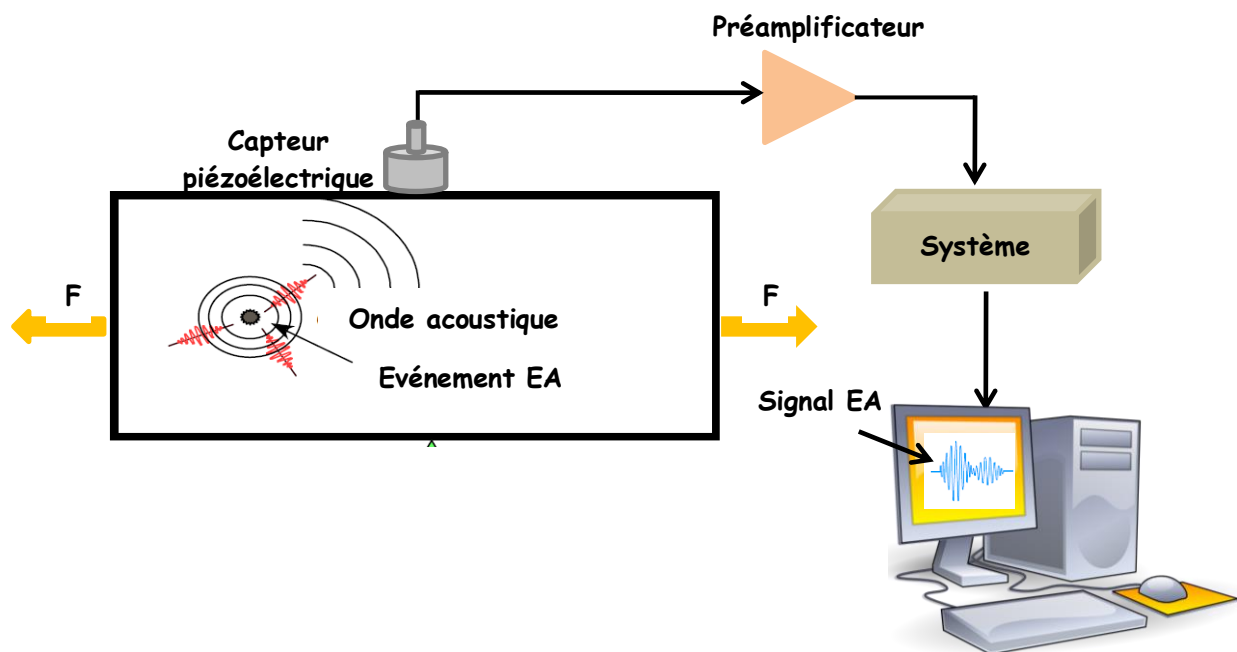 Préamplificateur
Capteur
piézoélectrique
Système
F
F
Onde acoustique
Evénement EA
Signal EA